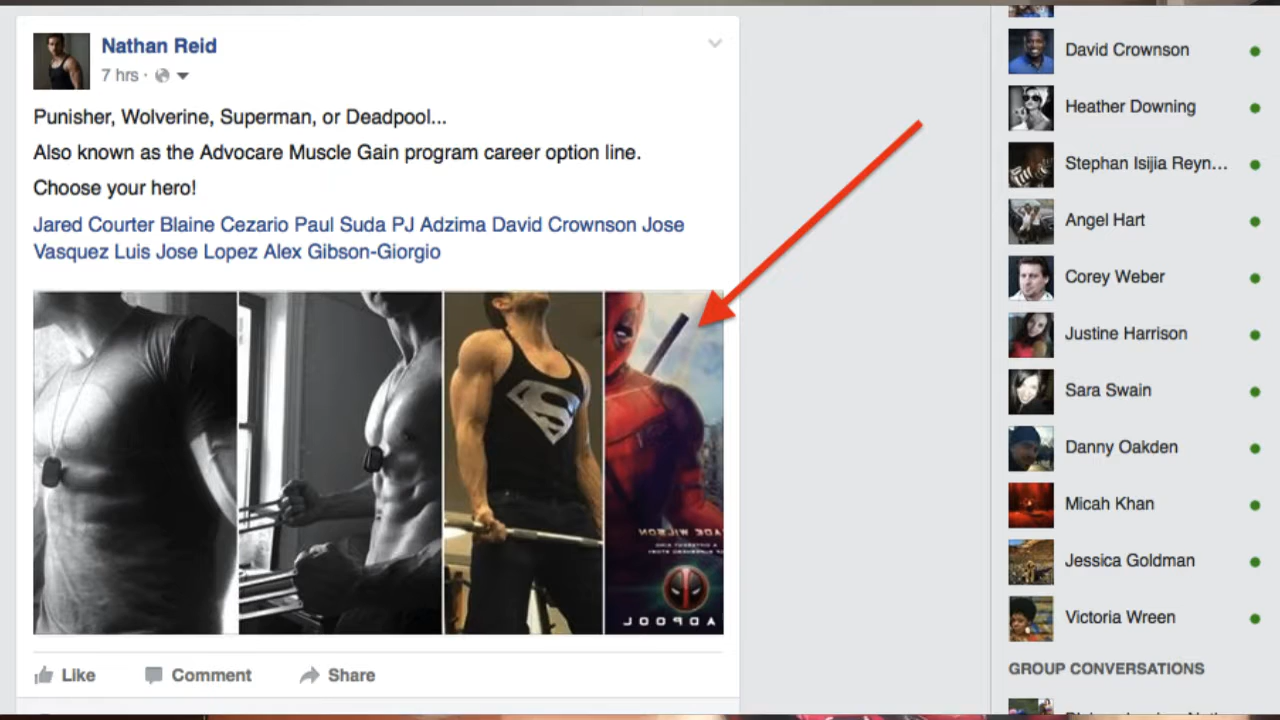 Nathan Reid
7 hrs ·
Punisher, Wolverine, Superman, or Deadpool...
Also known as the Advocare Muscle Gain program career option line.
Choose your hero!
Jared Courter Blaine Cezario Paul Suda PJ Adzima David Crownson Jose
Vasquez Luis Jose Lopez Alex Gibson-Giorgio
ADE WILSON
ADPOOL
Like Comment Share
David Crownson
Heather Downing
Stephan Isijia Reyn...
Angel Hart
Corey Weber
Justine Harrison
Sara Swain
Danny Oakden
Micah Khan
Jessica Goldman
Victoria Wreen
GROUP CONVERSATIONS